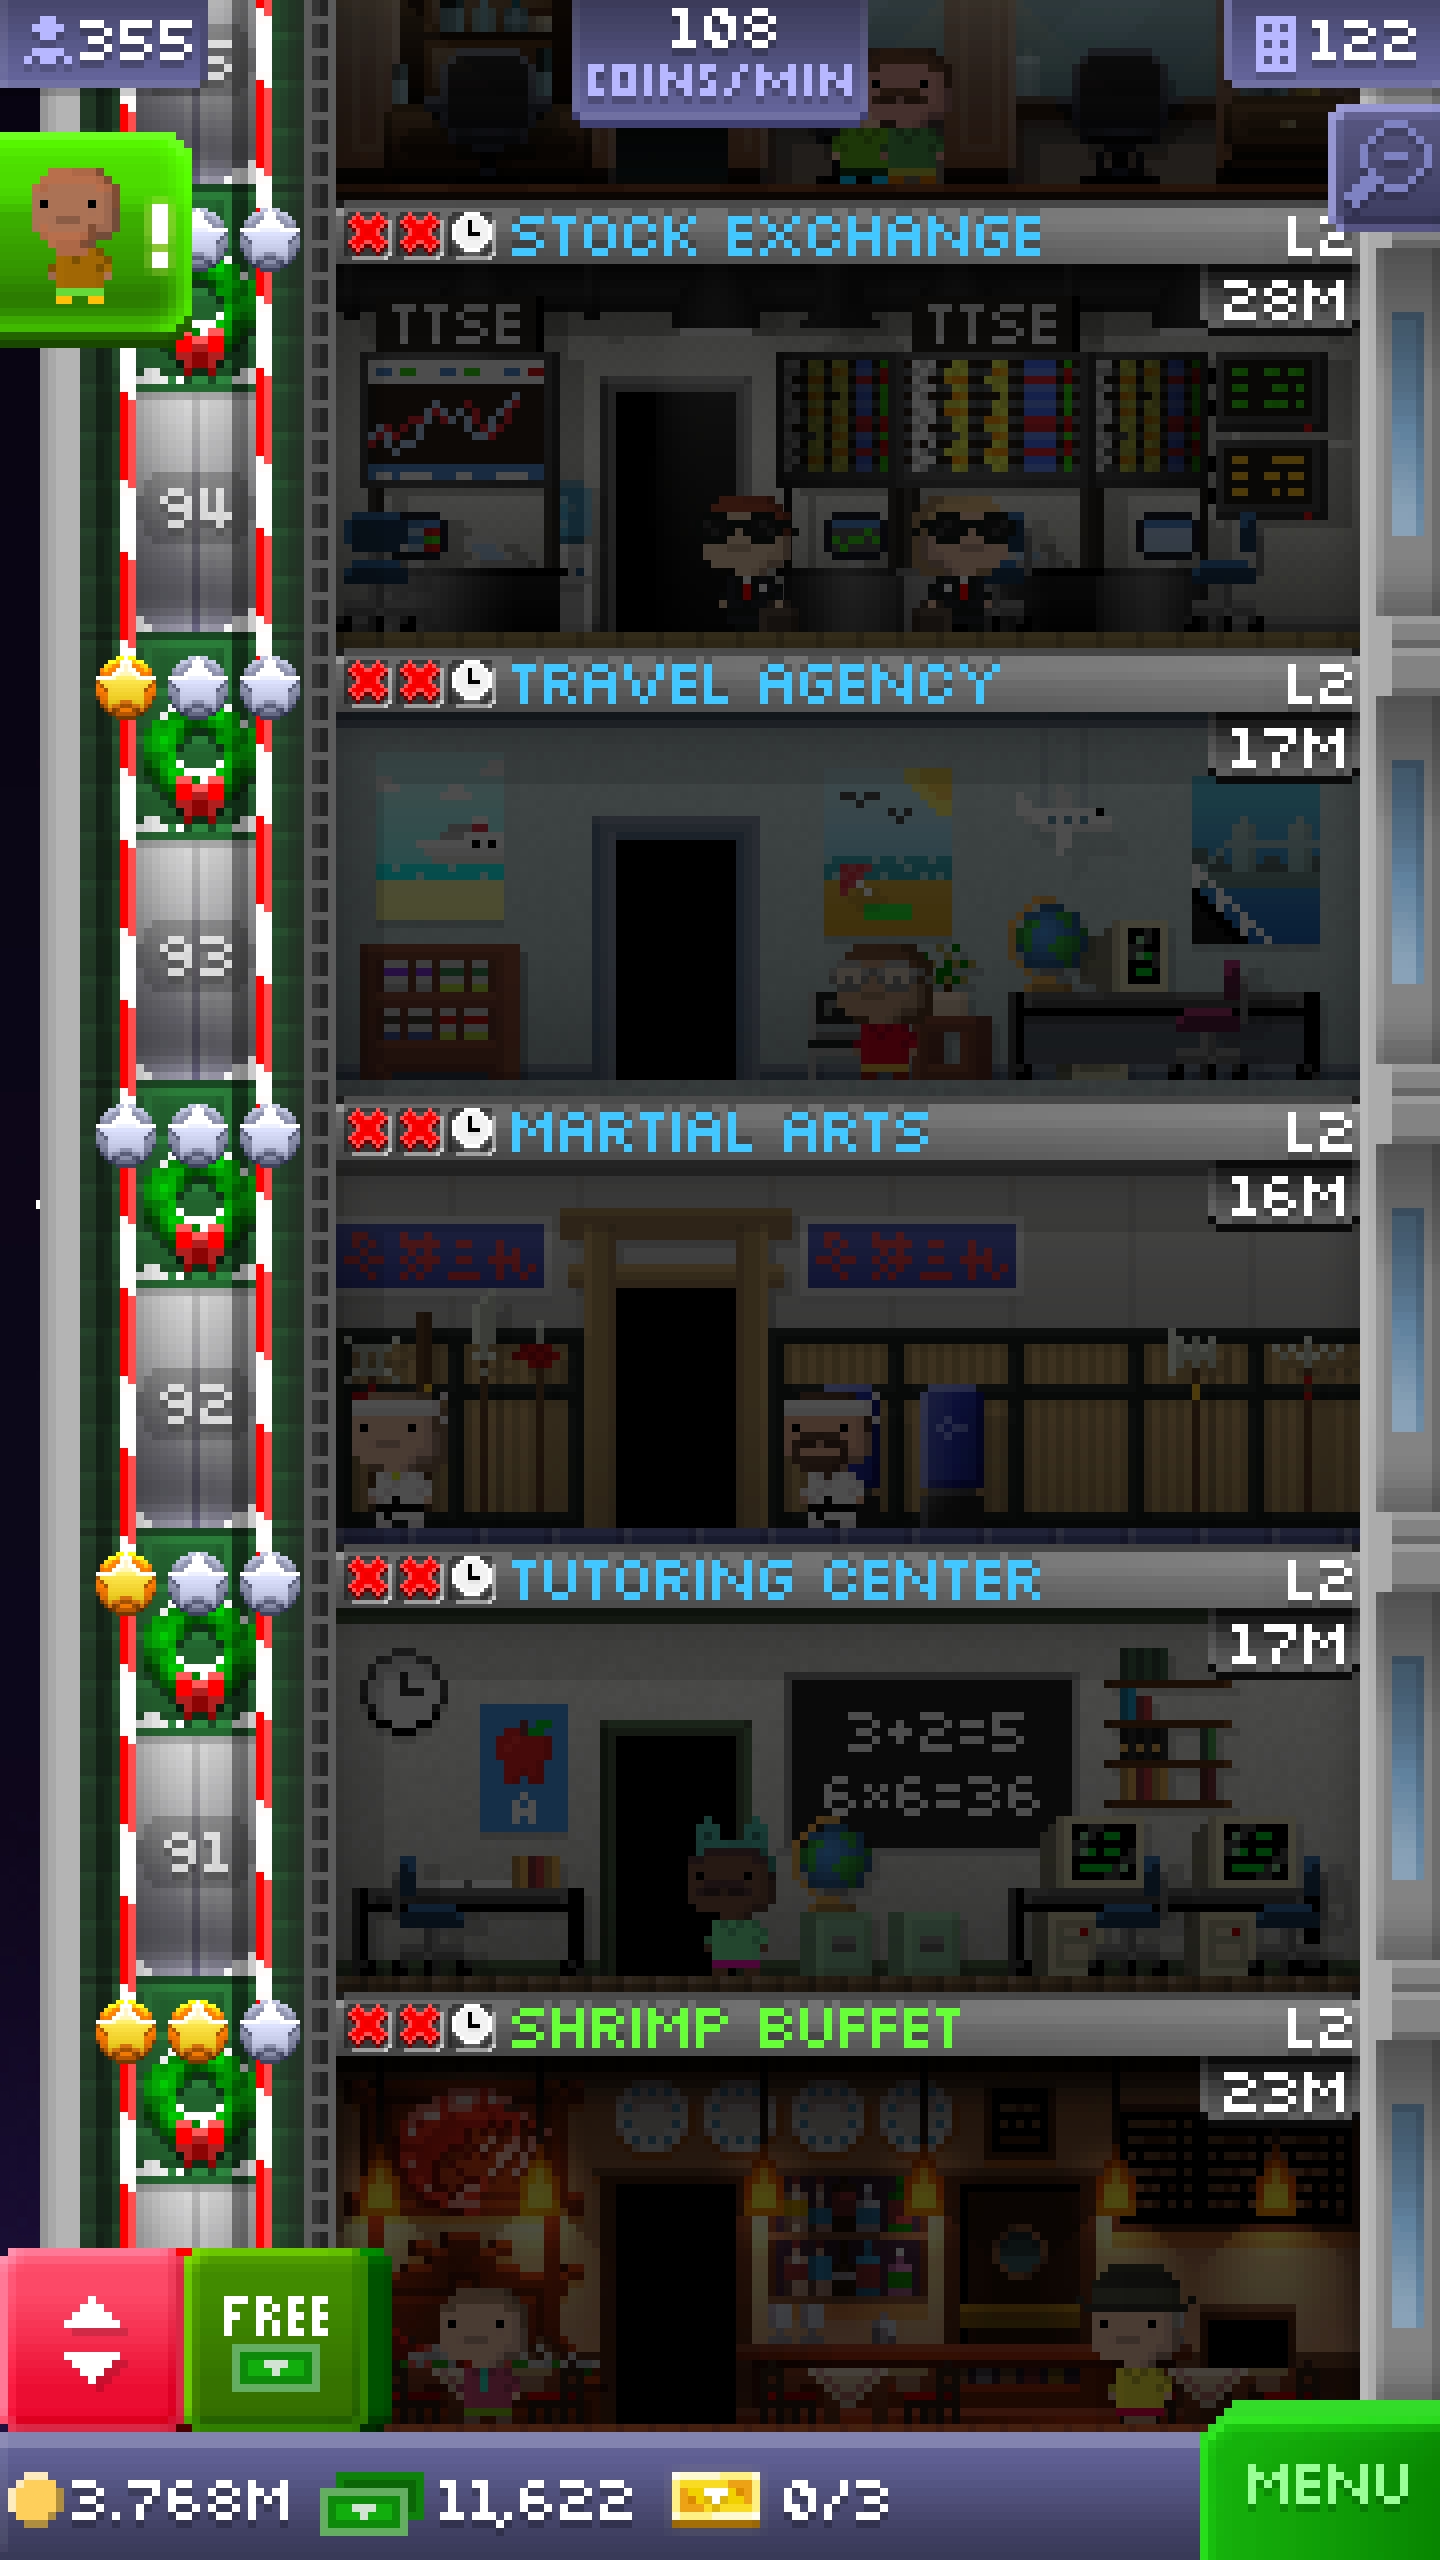 355
108
COINS/MIN
122
!
STOCK EXCHANGE L2
28M
TTSE TTSE
94
TRAVEL AGENCY L2
17M
93
MARTIAL ARTS L2
16M
92
TUTORING CENTER L2
17M
3+2=5
6x6=36
A
91
SHRIMP BUFFET L2
23M
FREE
3.768M 11,622 0/3
MENU